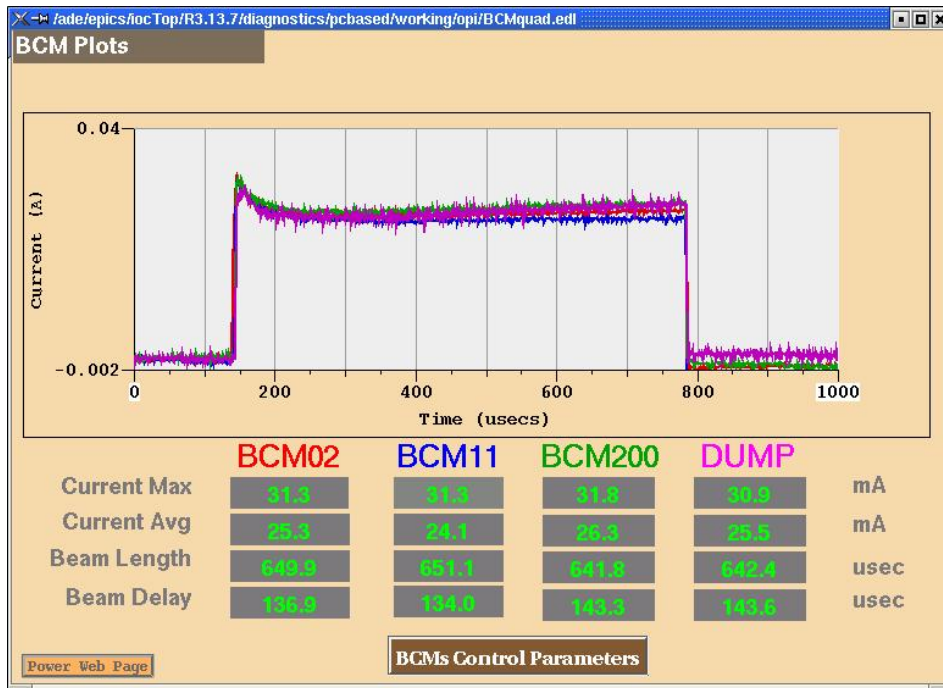 /ade/epics/iocTop/R3.13.7/diagnostics/pcbased/working/opi/BCMquad.edl
BCM Plots
0.04
Current (A)
-0.002
0 200 400 600 800 1000
Time (usecs)
BCM02 BCM11 BCM200 DUMP
Current Max 31.3 31.3 31.8 30.9 mA
Current Avg 25.3 24.1 26.3 25.5 mA
Beam Length 649.9 651.1 641.8 642.4 usec
Beam Delay 136.9 134.0 143.3 143.6 usec
BCMs Control Parameters
Power Web Page